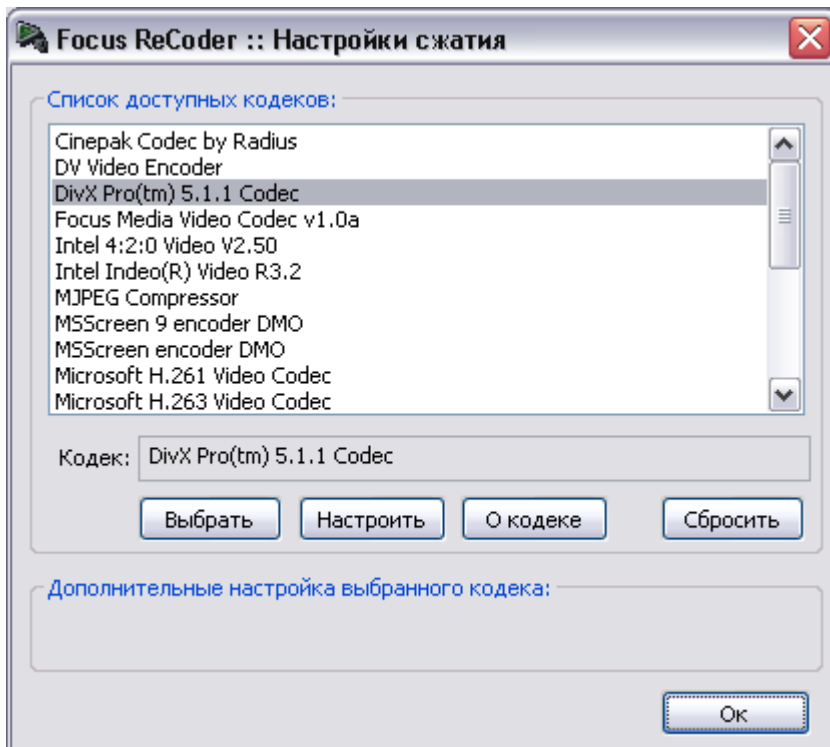 Focus ReCoder :: Настройки сжатия
Список доступных кодеков:
Cinepak Codec by Radius
DV Video Encoder
DivX Pro(tm) 5.1.1 Codec
Focus Media Video Codec v1.0a
Intel 4:2:0 Video V2.50
Intel Indeo(R) Video R3.2
MJPEG Compressor
MSScreen 9 encoder DMO
MSScreen encoder DMO
Microsoft H.261 Video Codec
Microsoft H.263 Video Codec
Кодек: DivX Pro(tm) 5.1.1 Codec
Выбрать Настроить О кодеке Сбросить
Дополнительные настройка выбранного кодека:
Ок